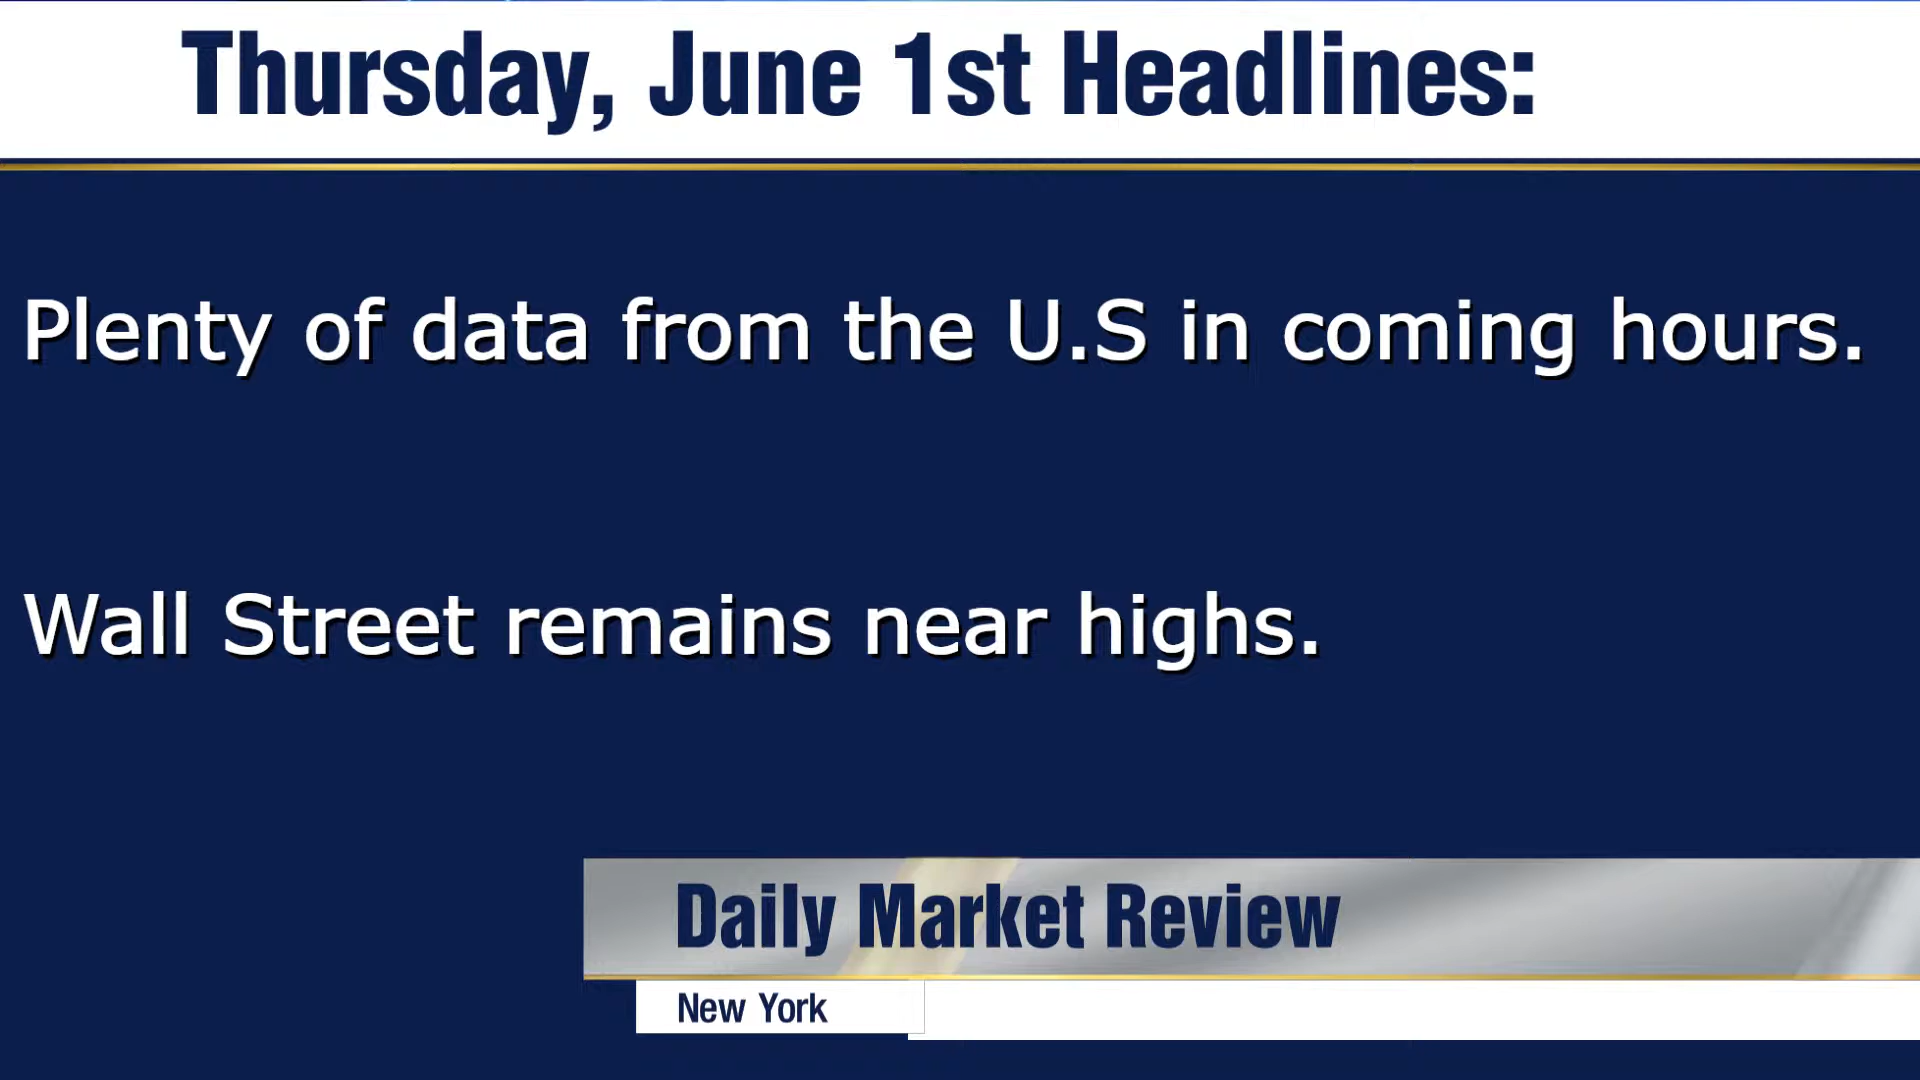 Thursday, June 1st Headlines:
Plenty of data from the U.S in coming hours.
Wall Street remains near highs.
Daily Market Review
New York